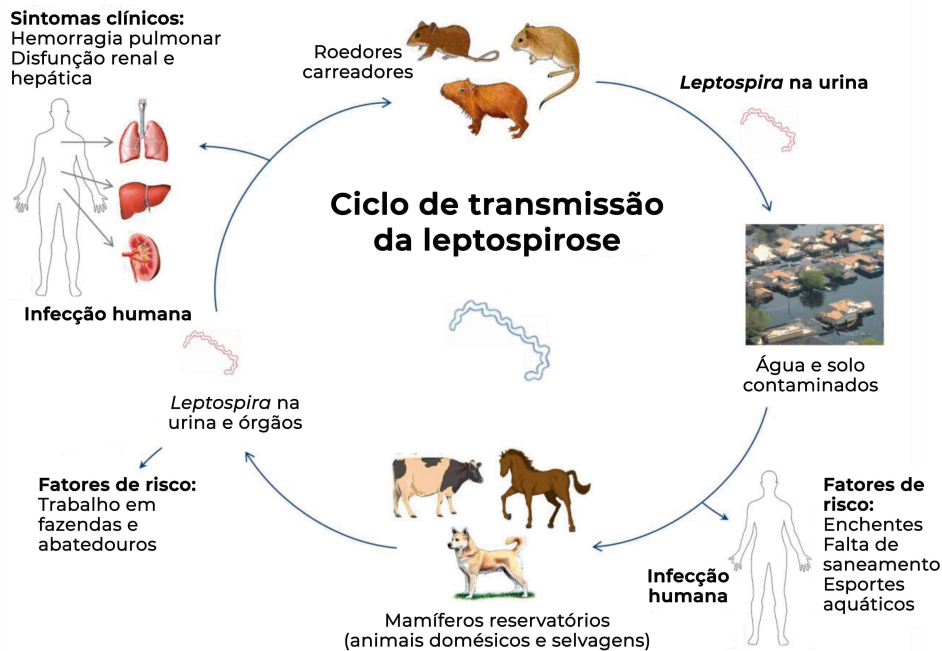 Sintomas clínicos:
Hemorragia pulmonar
Disfunção renal e
hepática
Infecção humana
Roedores
carreadores
Leptospira na urina
Ciclo de transmissão
da leptospirose
Água e solo
contaminados
Fatores de
risco:
Enchentes
Falta de
saneamento
Esportes
aquáticos
Infecção
humana
Mamíferos reservatórios
(animais domésicos e selvagens)
Leptospira na
urina e órgãos
Fatores de risco:
Trabalho em
fazendas e
abatedouros